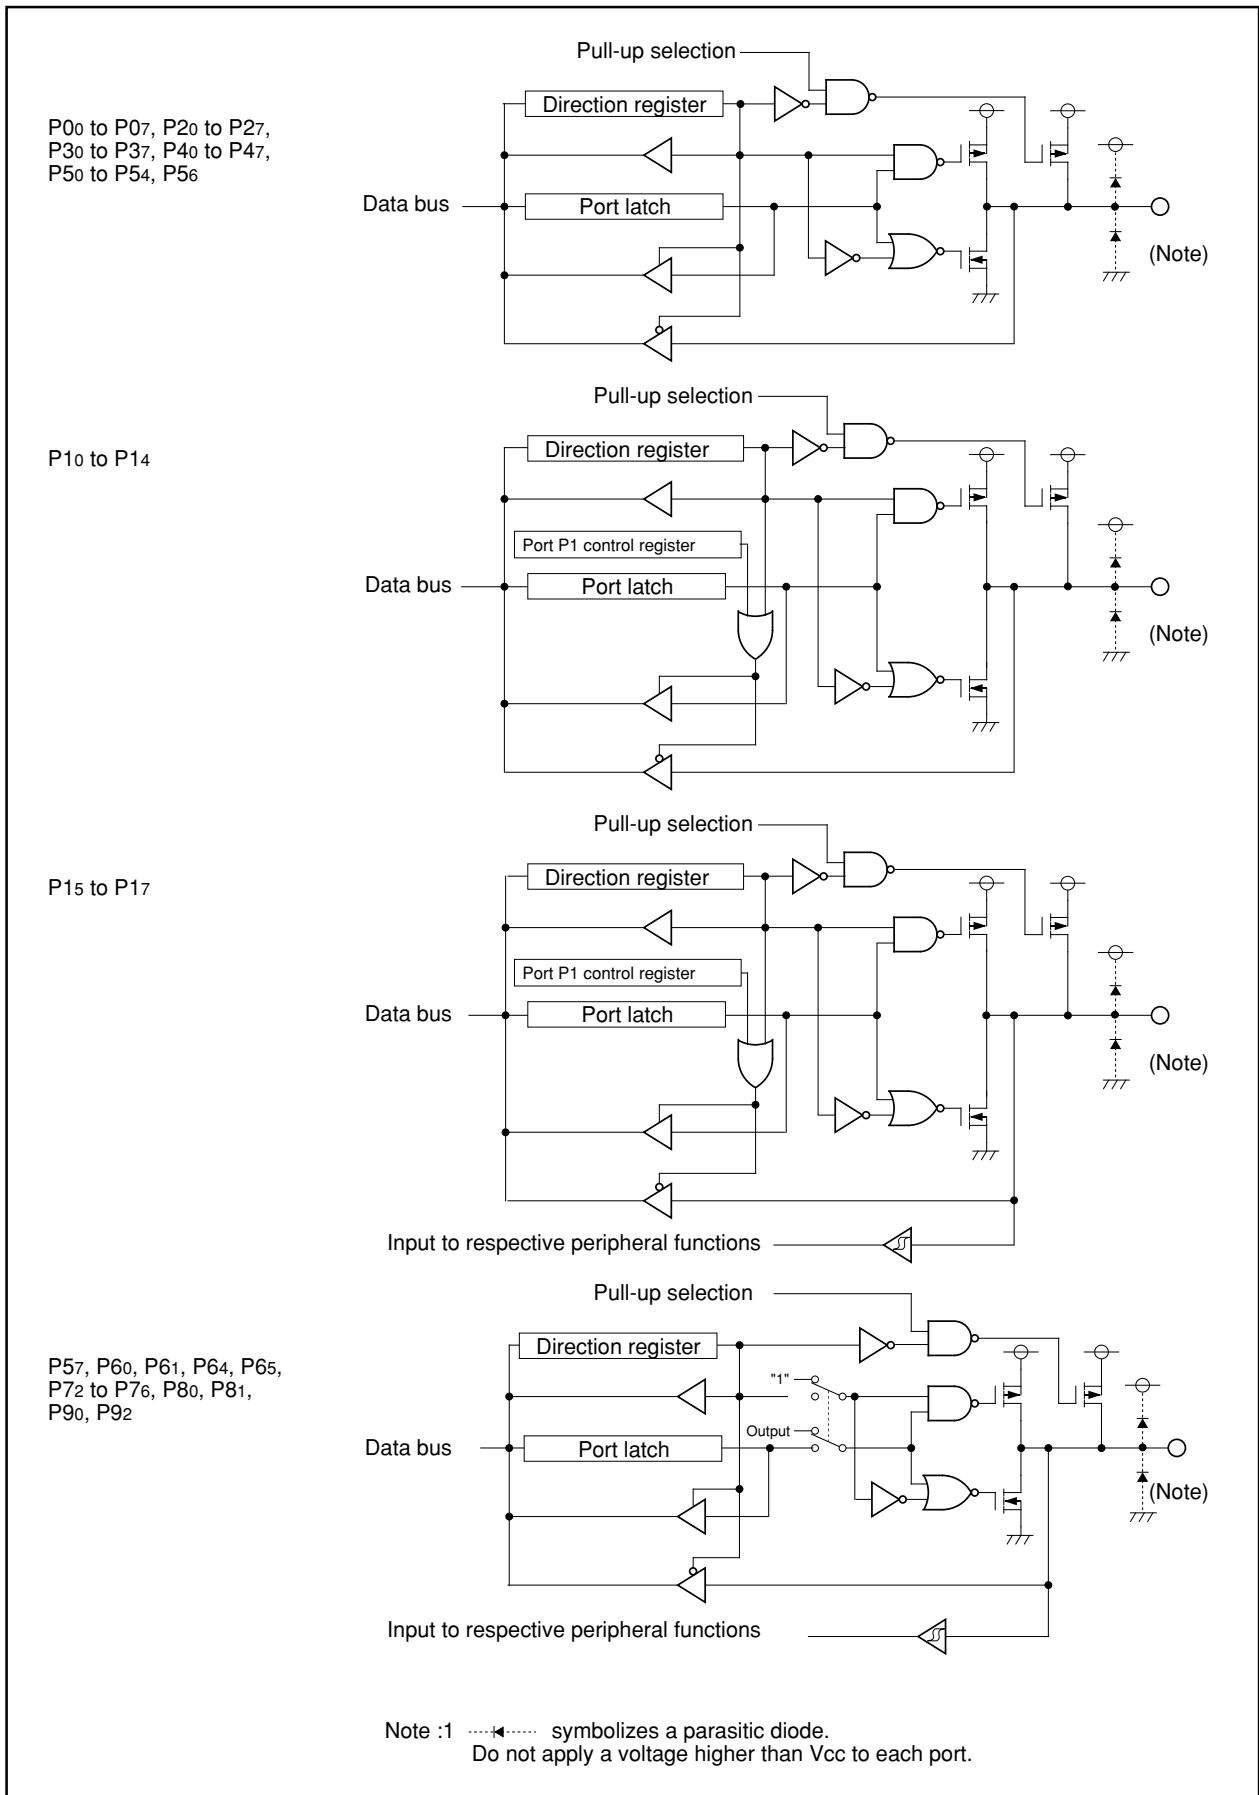 Pull-up selection
Direction register
P00 to P07, P20 to P27,
P30 to P37, P40 to P47,
P50 to P54, P56
Data bus
Port latch
(Note)
Pull-up selection
Direction register
P10 to P14
Port P1 control register
Data bus
Port latch
(Note)
Pull-up selection
Direction register
P15 to P17
Port P1 control register
Data bus
Port latch
(Note)
Input to respective peripheral functions
Pull-up selection
Direction register
P57, P60, P61, P64, P65,
P72 to P76, P80, P81,
P90, P92
"1"
Output
Data bus
Port latch
(Note)
Input to respective peripheral functions
Note :1 symbolizes a parasitic diode.
Do not apply a voltage higher than Vcc to each port.